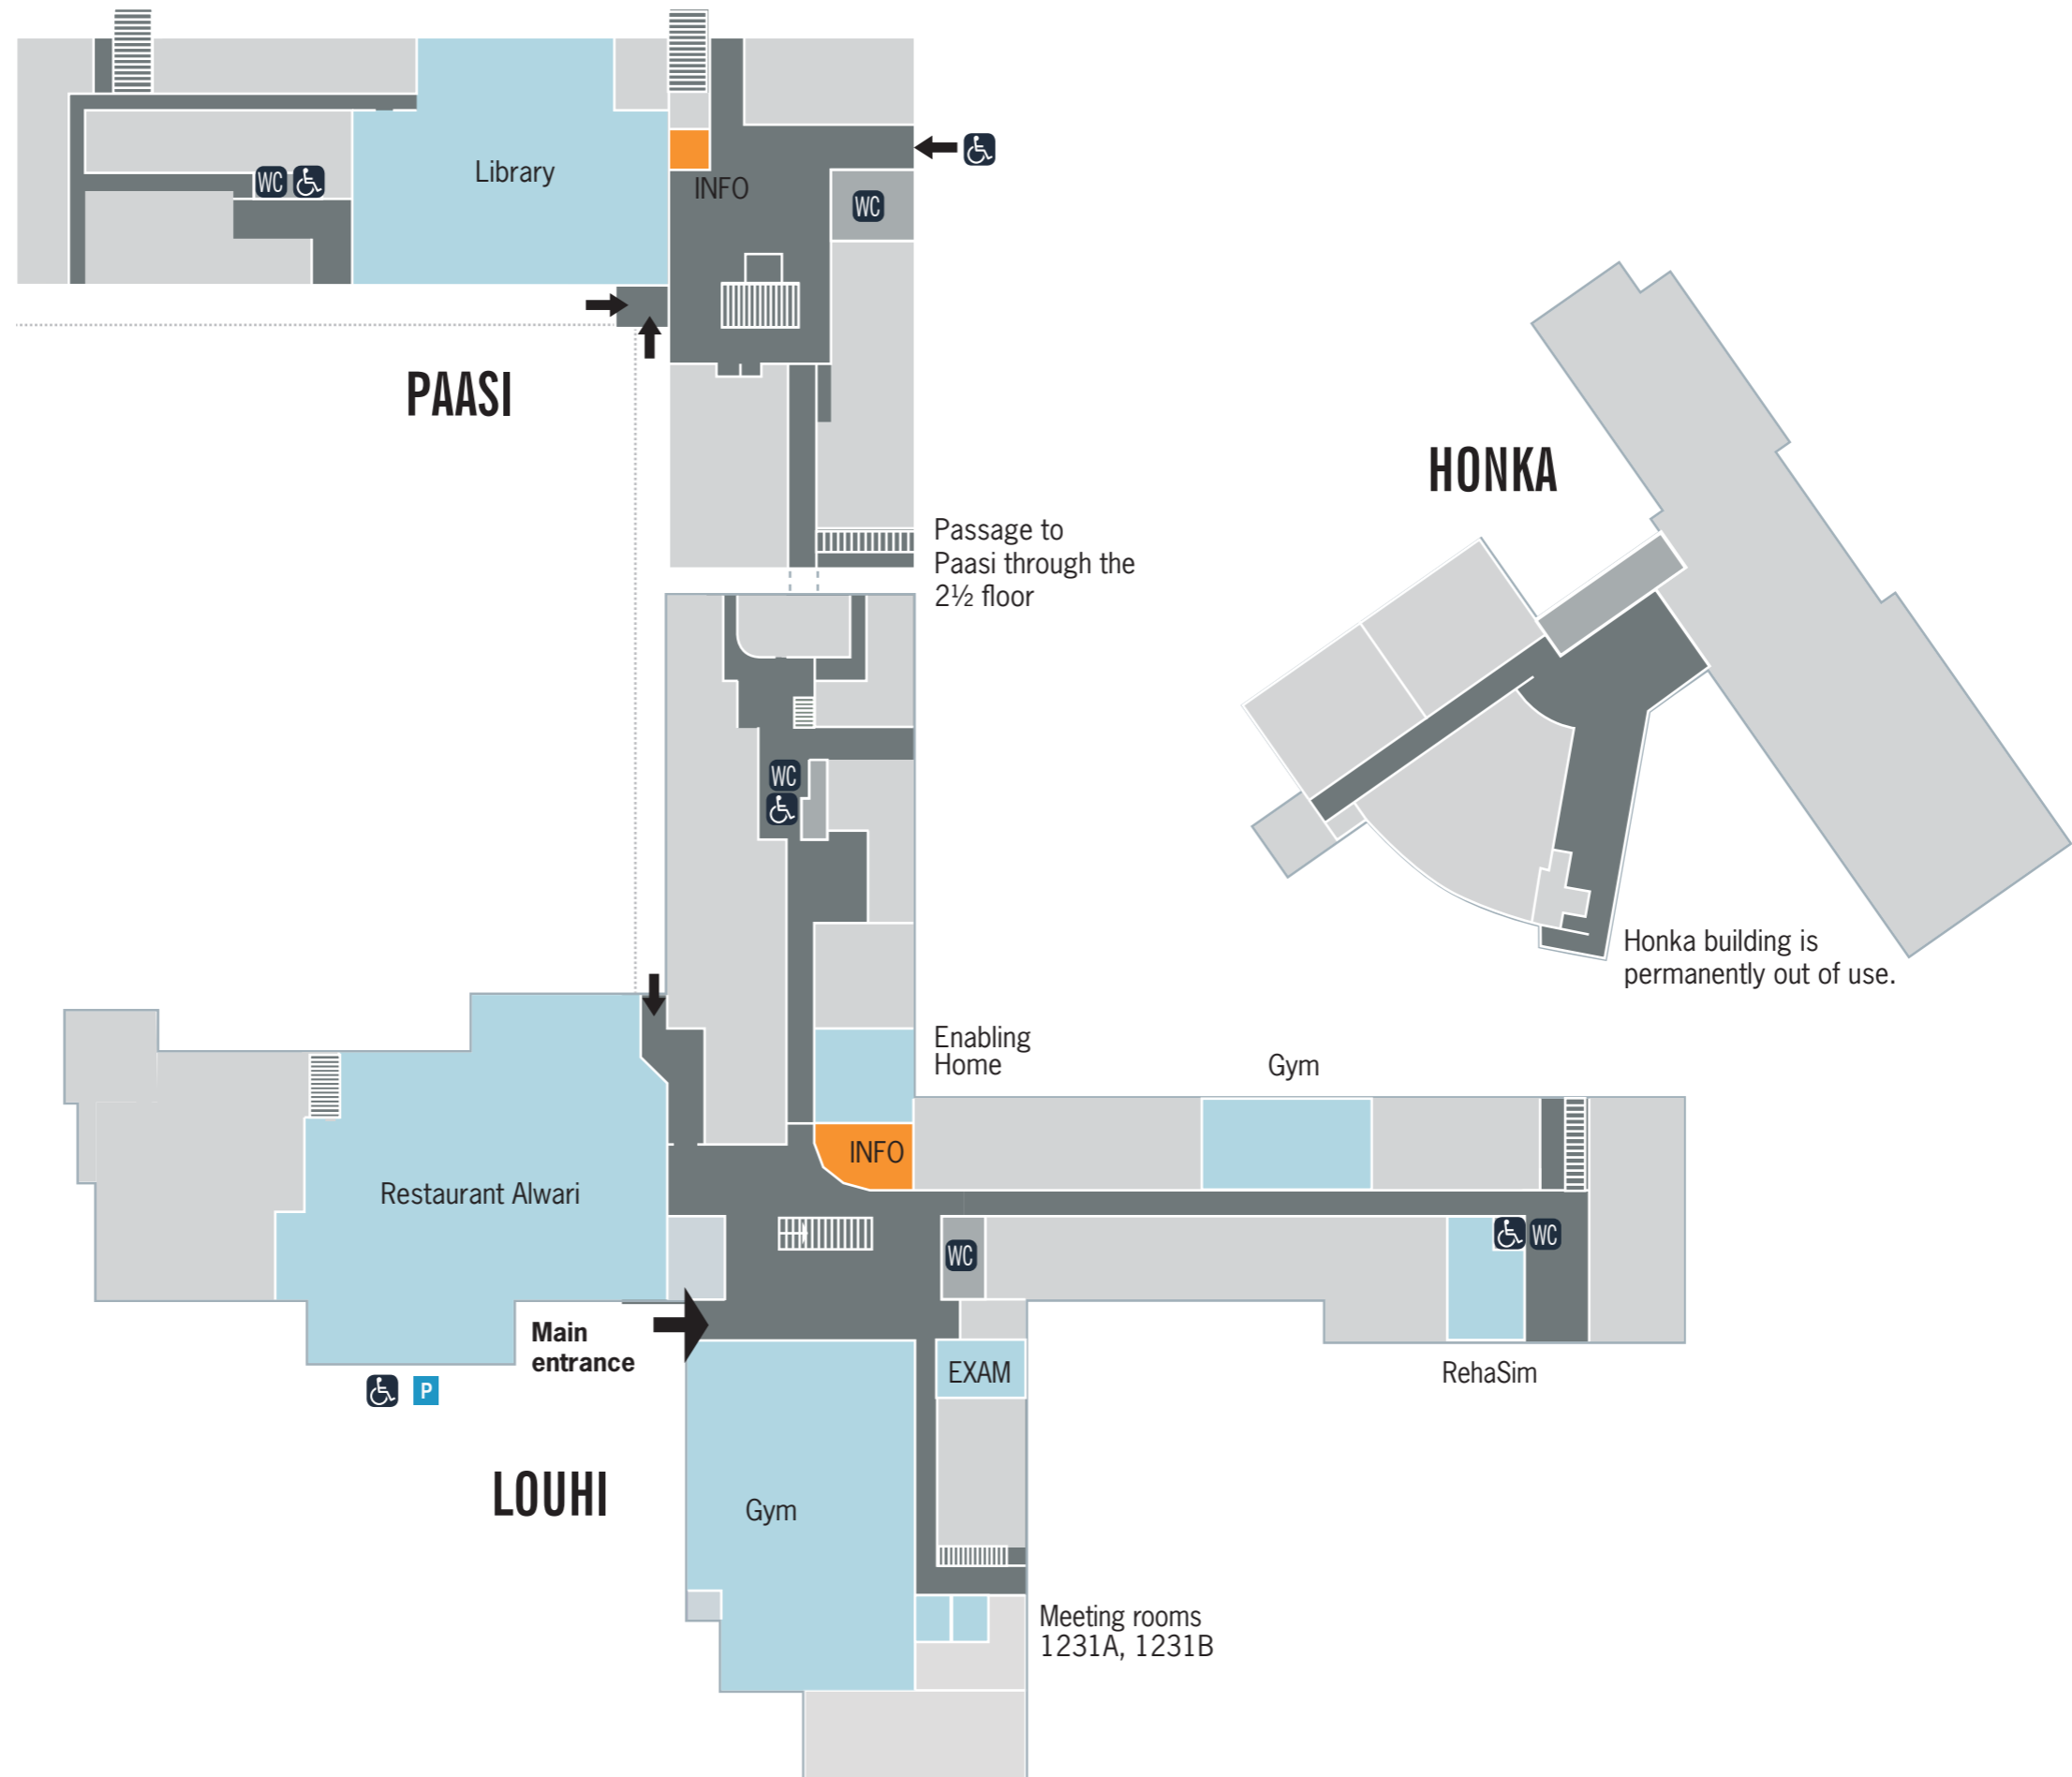 Library
WC
INFO
WC
PAASI
HONKA
Passage to
Paasi through the
2½ floor
WC
Honka building is
permanently out of use.
Enabling
Home
Gym
INFO
Restaurant Alwari
WC
WC
Main
entrance
EXAM
RehaSim
P
LOUHI
Gym
Meeting rooms
1231A, 1231B